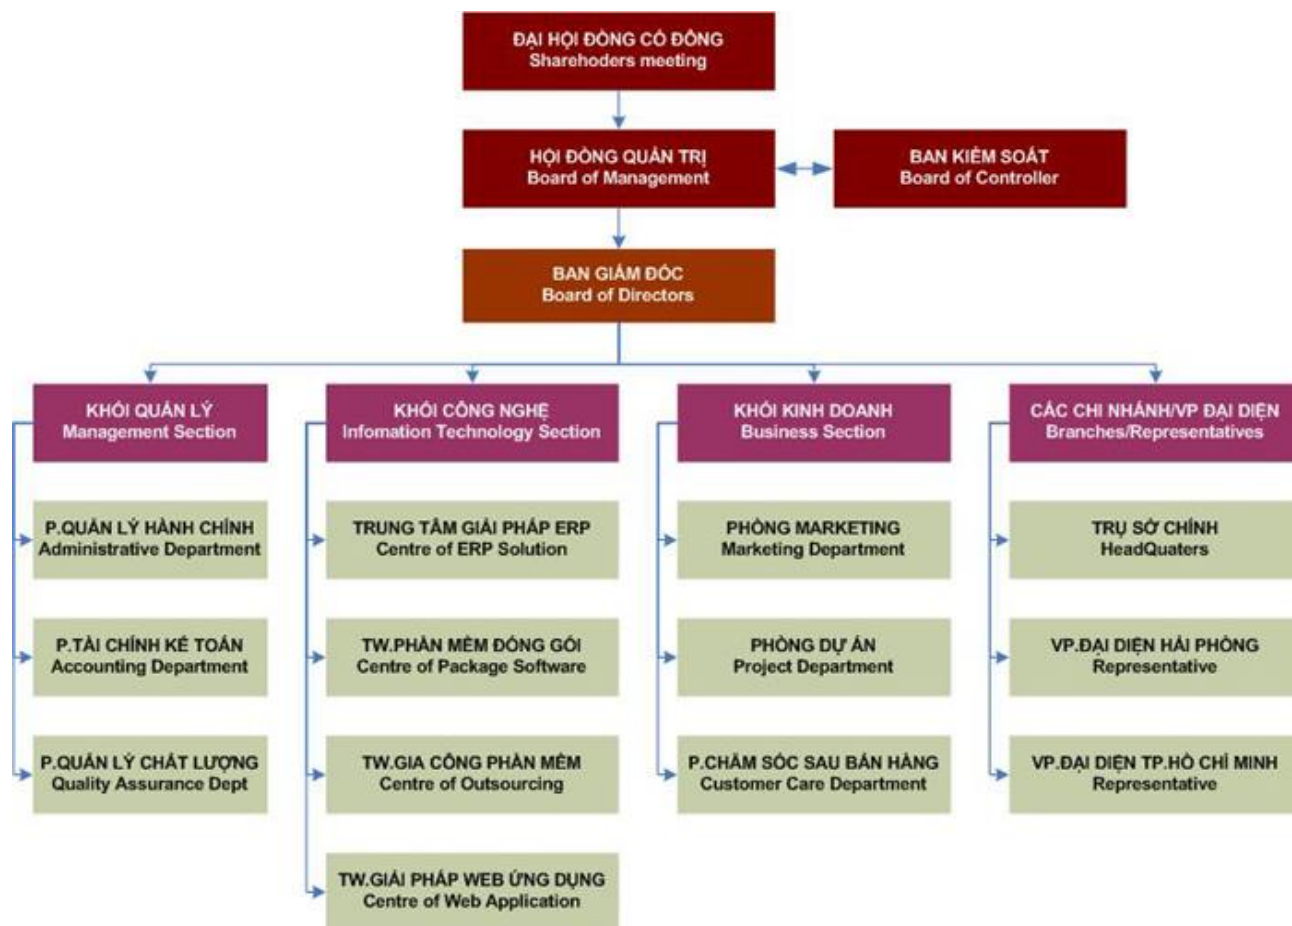 ĐẠI HỘI ĐỒNG CỔ ĐÔNG
Sharehoders meeting
HỘI ĐỒNG QUẢN TRỊ
Board of Management
BAN KIỂM SOÁT
Board of Controller
BAN GIÁM ĐỐC
Board of Directors
KHỐI QUẢN LÝ
Management Section
KHỐI CÔNG NGHỆ
Infomation Technology Section
KHỐI KINH DOANH
Business Section
CÁC CHI NHÁNH/VP ĐẠI DIỆN
Branches/Representatives
P.QUẢN LÝ HÀNH CHÍNH
Administrative Department
TRUNG TÂM GIẢI PHÁP ERP
Centre of ERP Solution
PHÒNG MARKETING
Marketing Department
TRỤ SỞ CHÍNH
HeadQuaters
P.TÀI CHÍNH KẾ TOÁN
Accounting Department
TW.PHẦN MỀM ĐÓNG GÓI
Centre of Package Software
PHÒNG DỰ ÁN
Project Department
VP.ĐẠI DIỆN HẢI PHÒNG
Representative
P.QUẢN LÝ CHẤT LƯỢNG
Quality Assurance Dept
TW.GIA CÔNG PHẦN MỀM
Centre of Outsourcing
P.CHĂM SÓC SAU BÁN HÀNG
Customer Care Department
VP.ĐẠI DIỆN TP.HỒ CHÍ MINH
Representative
TW.GIẢI PHÁP WEB ỨNG DỤNG
Centre of Web Application